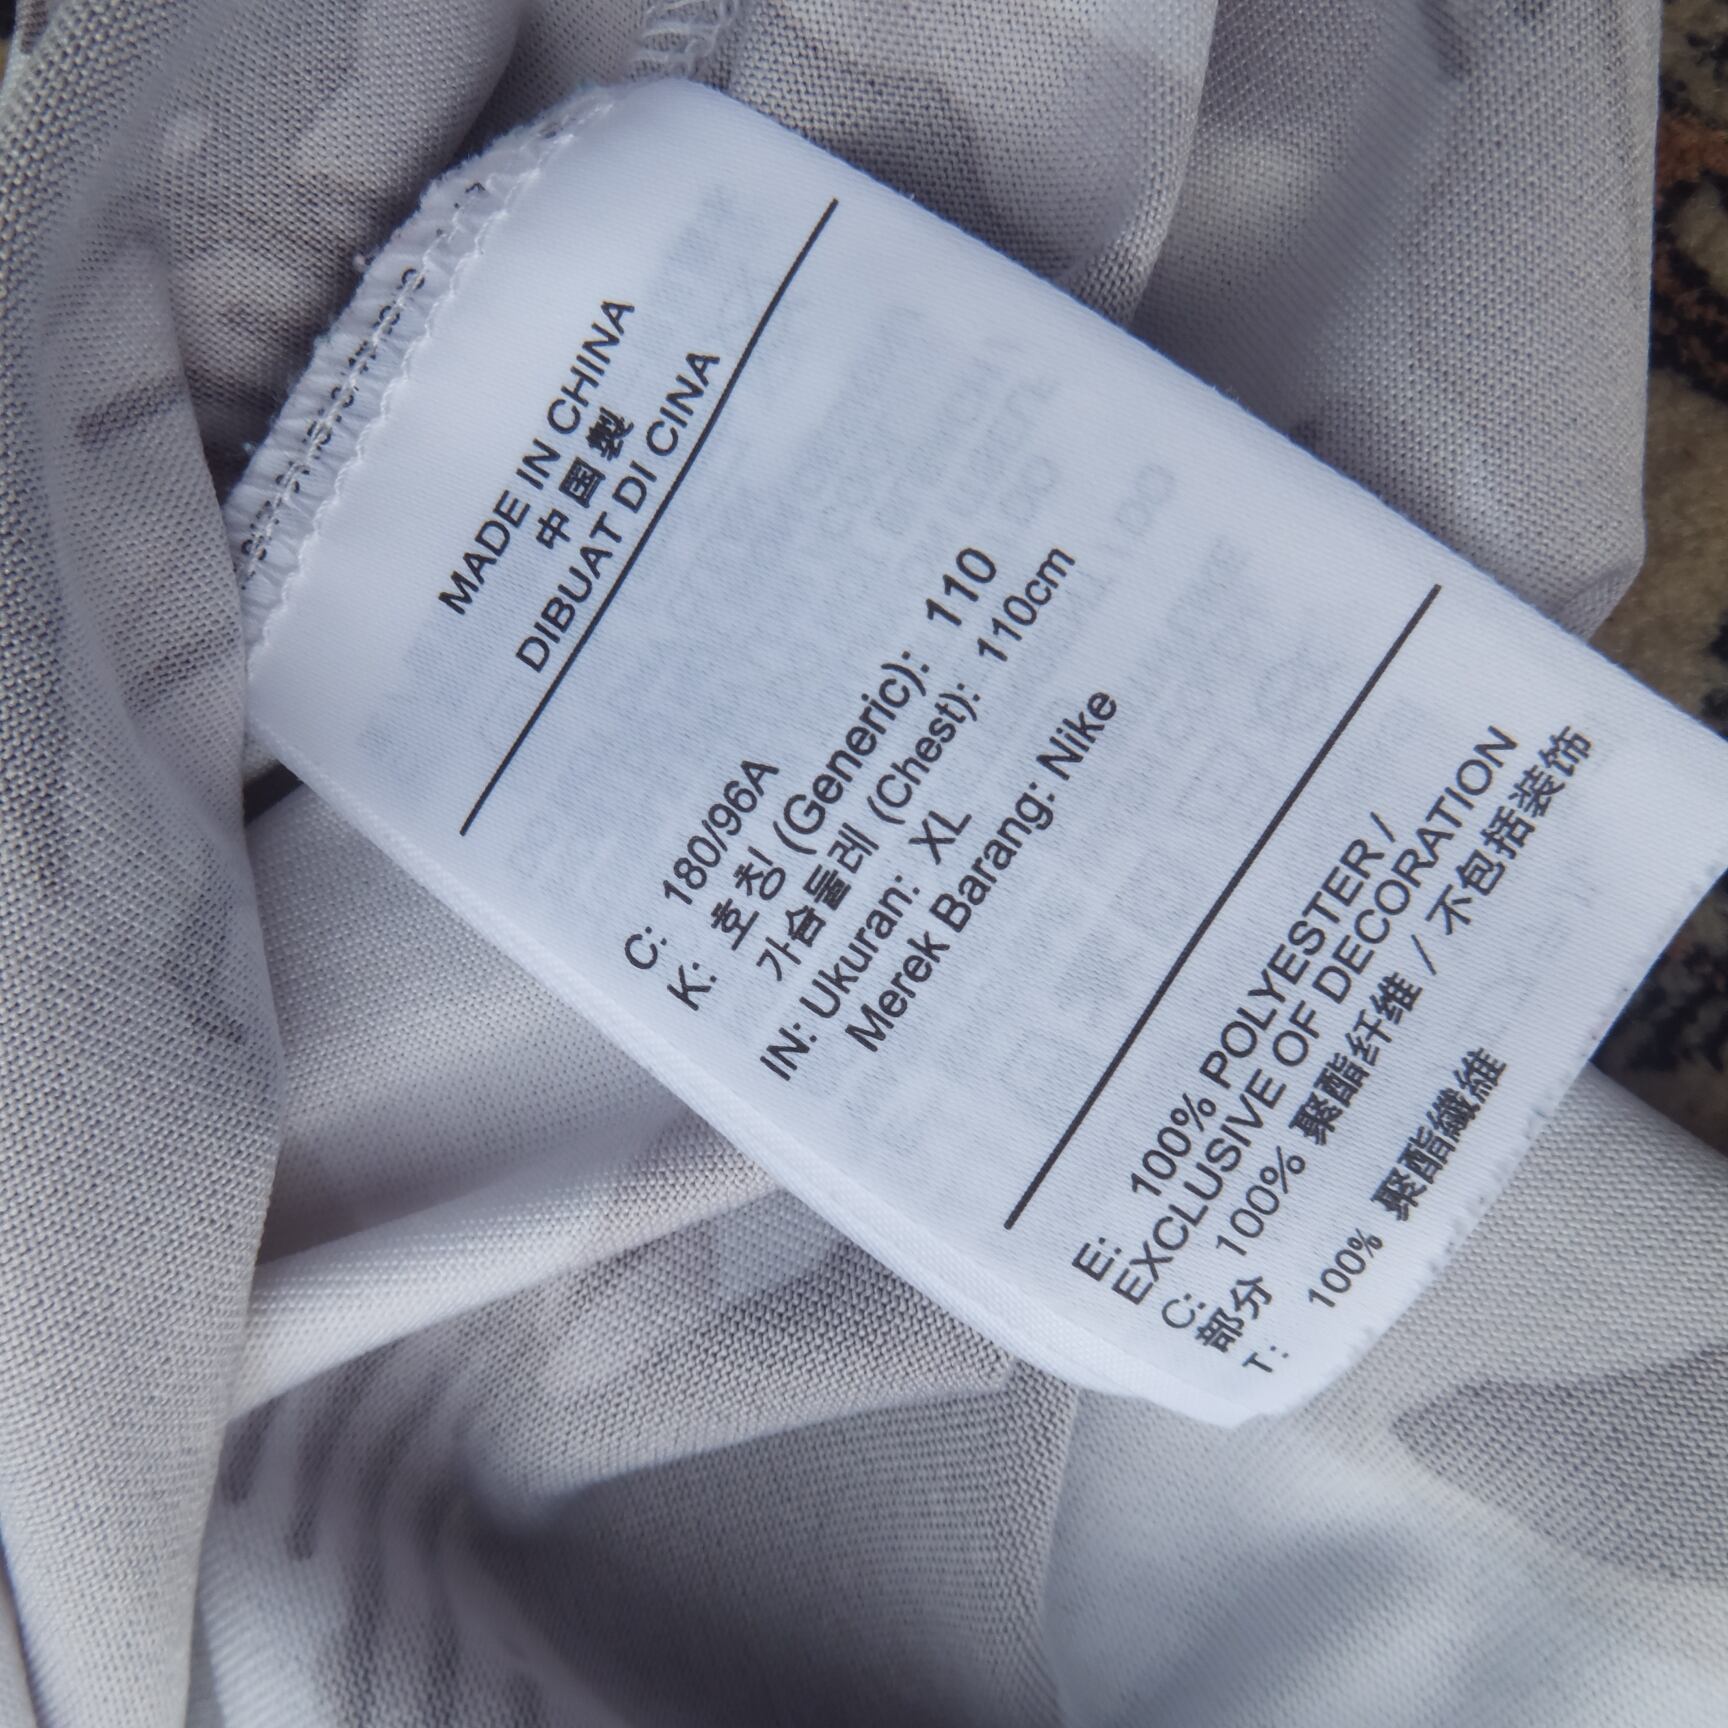 MADE IN CHINA
中国製
DIBUAT DI CINA
C: 180/96A
K: 호칭 (Generic): 110
가슴둘레 (Chest): 110cm
IN: Ukuran: XL
Merek Barang: Nike
E: 100% POLYESTER /
EXCLUSIVE OF DECORATION
C: 100% 聚酯纤维 / 不包括装饰
部分
T: 100% 聚酯纖維